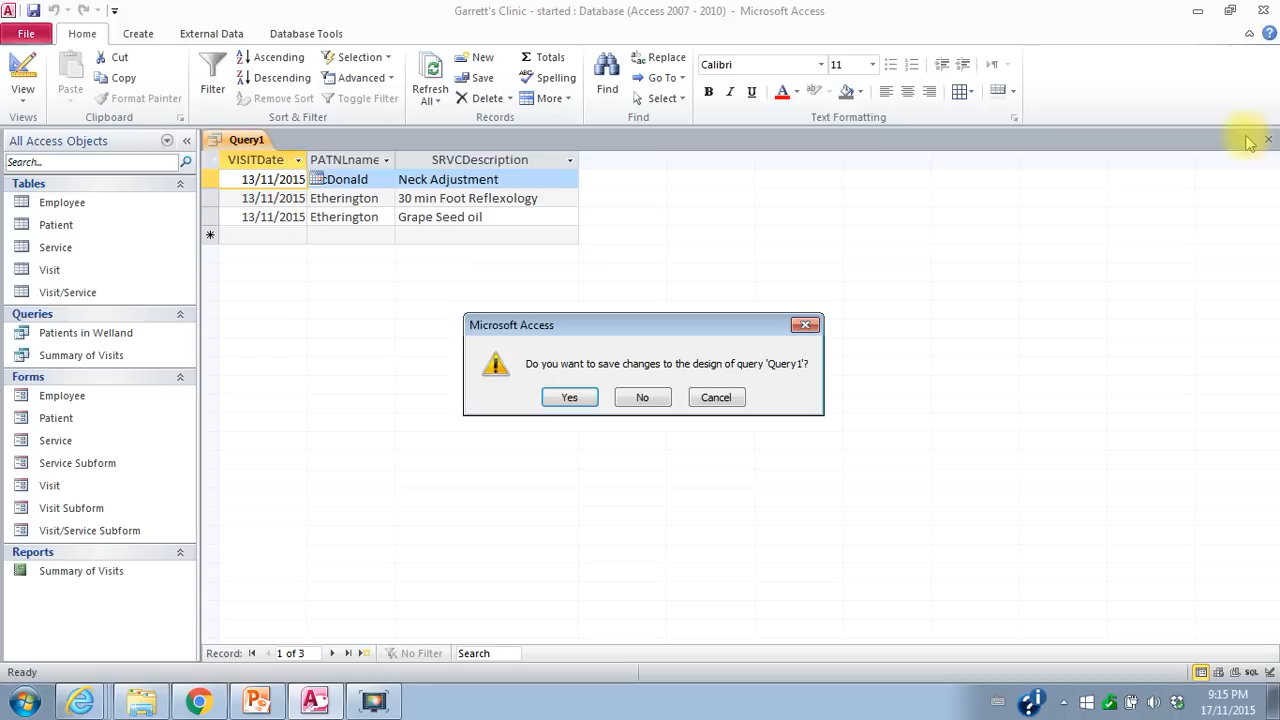 Garrett's Clinic - started : Database (Access 2007 - 2010) - Microsoft Access
File Home Create External Data Database Tools
View
Views
Paste
Cut
Copy
Format Painter
Clipboard
Filter
Ascending
Descending
Remove Sort
Selection
Advanced
Toggle Filter
Sort & Filter
Refresh
All
New
Save
Delete
Totals
Spelling
More
Records
Find
Replace
Go To
Select
Find
Calibri 11
B I U A ab
Text Formatting
All Access Objects
Search...
Tables
Employee
Patient
Service
Visit
Visit/Service
Queries
Patients in Welland
Summary of Visits
Forms
Employee
Patient
Service
Service Subform
Visit
Visit Subform
Visit/Service Subform
Reports
Summary of Visits
Query1
VISITDate PATNLname SRVCDescription
13/11/2015 cDonald Neck Adjustment
13/11/2015 Etherington 30 min Foot Reflexology
13/11/2015 Etherington Grape Seed oil
Microsoft Access
Do you want to save changes to the design of query 'Query1'?
Yes No Cancel
Record: 1 of 3 No Filter Search
Ready
SQL
9:15 PM
17/11/2015